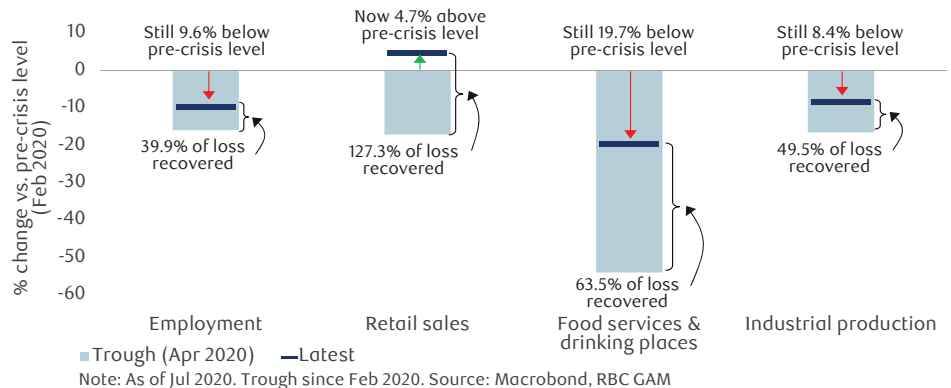 % change vs. pre-crisis level
(Feb 2020)
10
0
-10
-20
-30
-40
-50
-60
Still 9.6% below
pre-crisis level
39.9% of loss
recovered
Employment
Now 4.7% above
pre-crisis level
127.3% of loss
recovered
Retail sales
Still 19.7% below
pre-crisis level
63.5% of loss
recovered
Food services &
drinking places
Still 8.4% below
pre-crisis level
49.5% of loss
recovered
Industrial production
Trough (Apr 2020)
Latest
Note: As of Jul 2020. Trough since Feb 2020. Source: Macrobond, RBC GAM